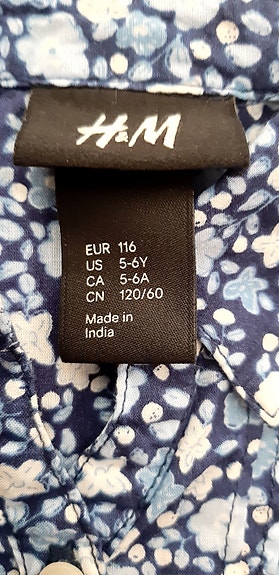 H&M
EUR 116
US 5-6Y
CA 5-6A
CN 120/60
Made in
India